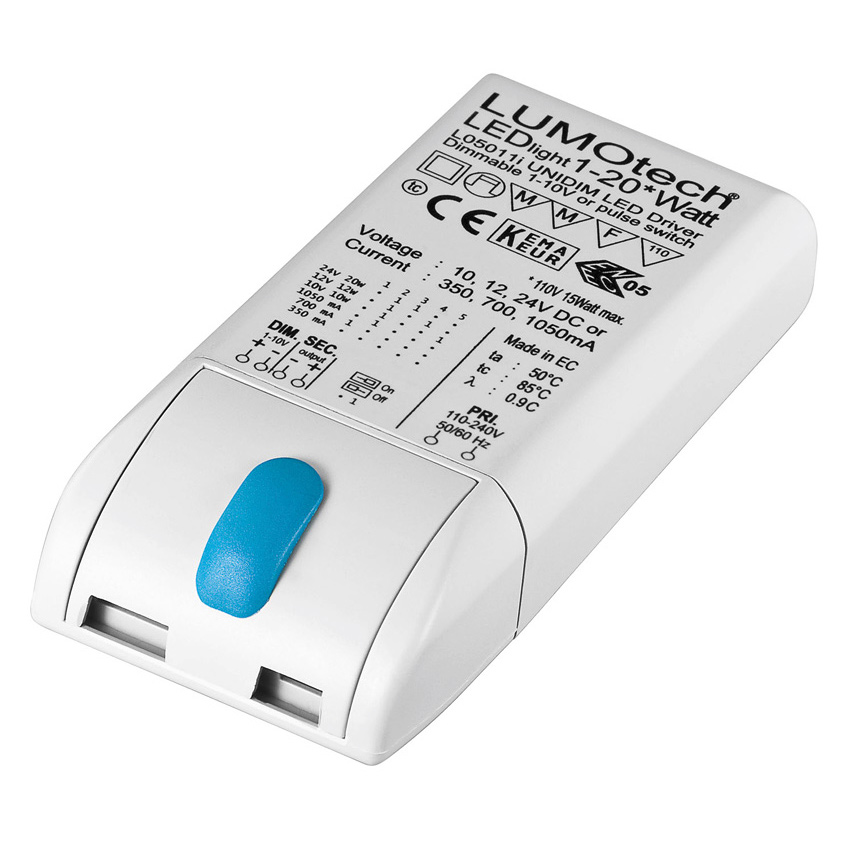 LUMOtech®
LEDlight 1-20*Watt
L05011i UNIDIM LED Driver
Dimmable 1-10V or pulse switch
M M F 110
tc CE KEMA KEUR 05
*110V 15Watt max.
Voltage : 10, 12, 24V DC or
Current : 350, 700, 1050mA
1 2 3 4 5
24V 20W
12V 12W
10V 10W
1050 mA
700 mA
350 mA
Made in EC
ta : 50°C
tc : 85°C
λ : 0.9C
DIM. SEC.
1-10V output
+ - - +
On
Off
* 1
PRI.
110-240V
50/60 Hz